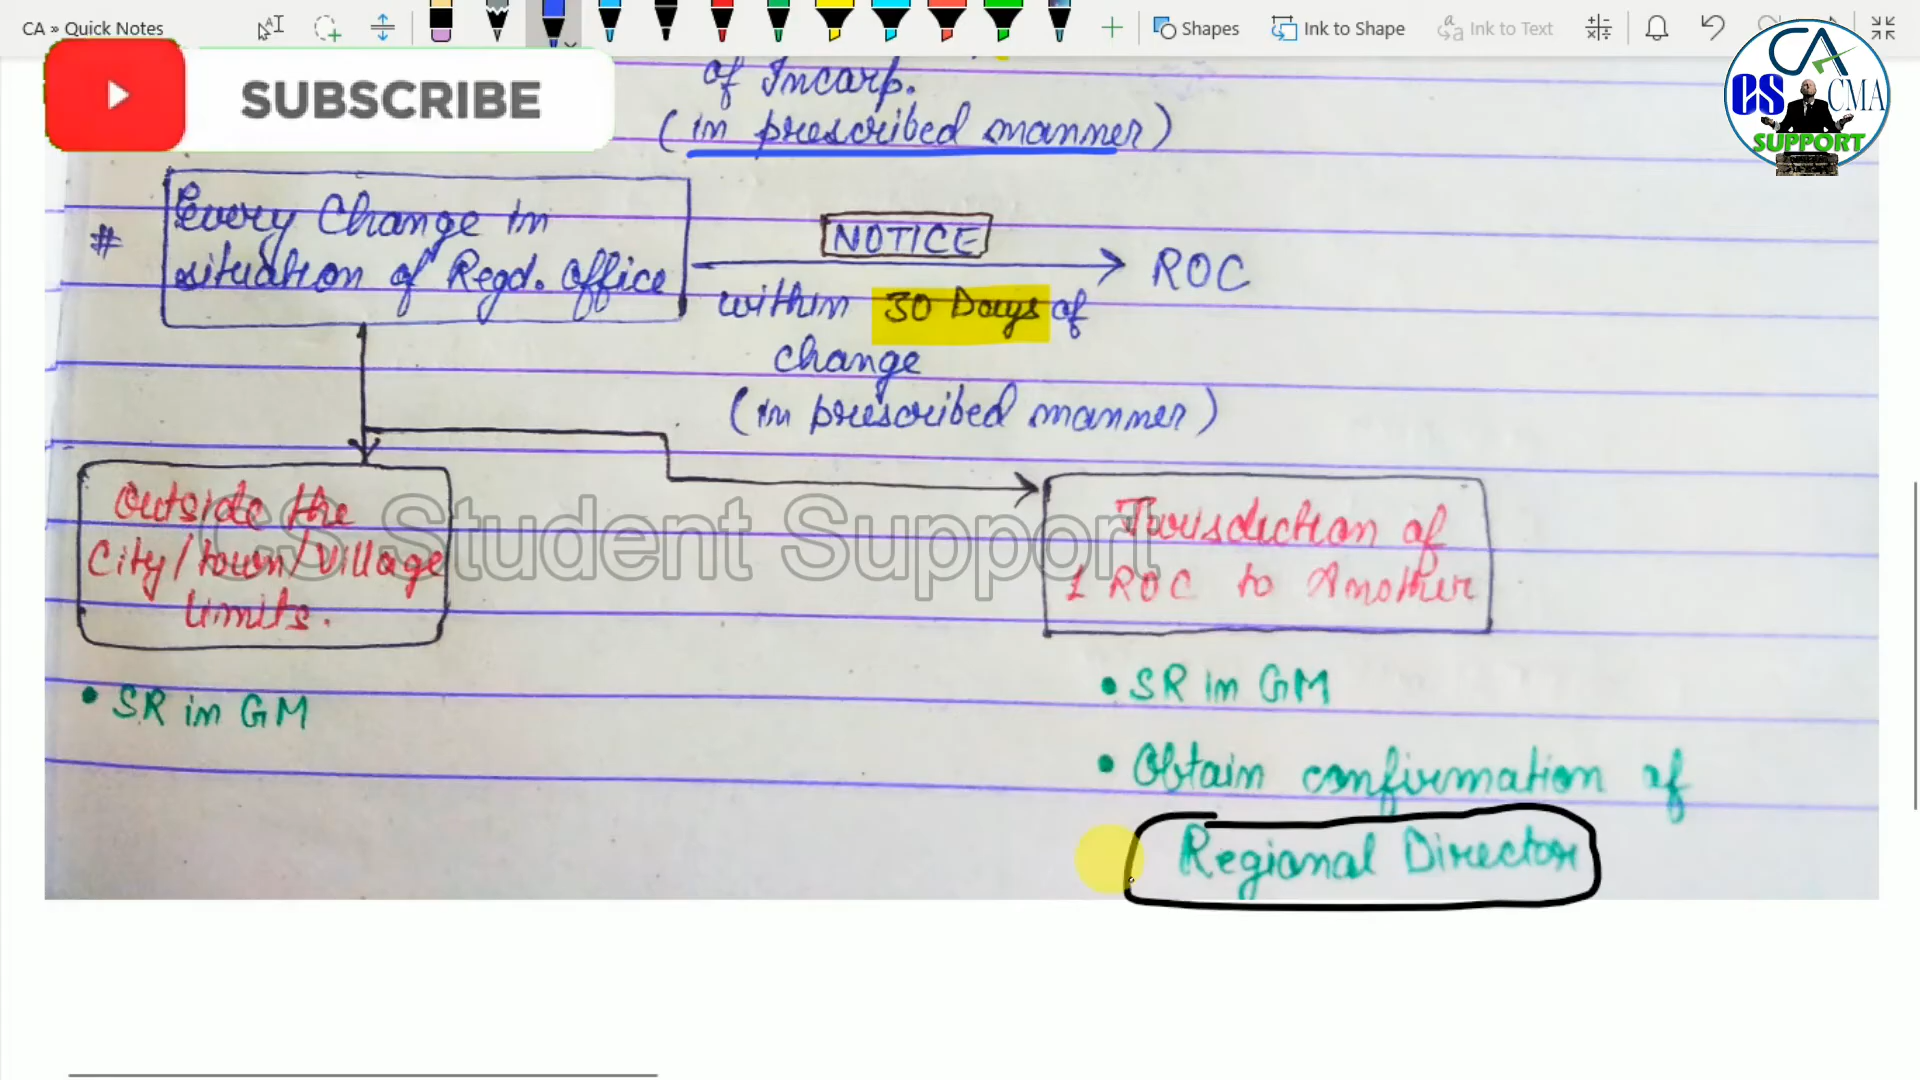 CA » Quick Notes
Shapes
Ink to Shape
Ink to Text
SUBSCRIBE
CA
CS
CMA
SUPPORT
of Incorp.
(in prescribed manner)
# Every Change in
situation of Regd. office
NOTICE
ROC
within 30 Days of
change
(in prescribed manner)
Outside the
City/town/Village
limits.
CS Student Support
Jurisdiction of
1 ROC to Another
• SR in GM
• SR in GM
• Obtain confirmation of
Regional Director